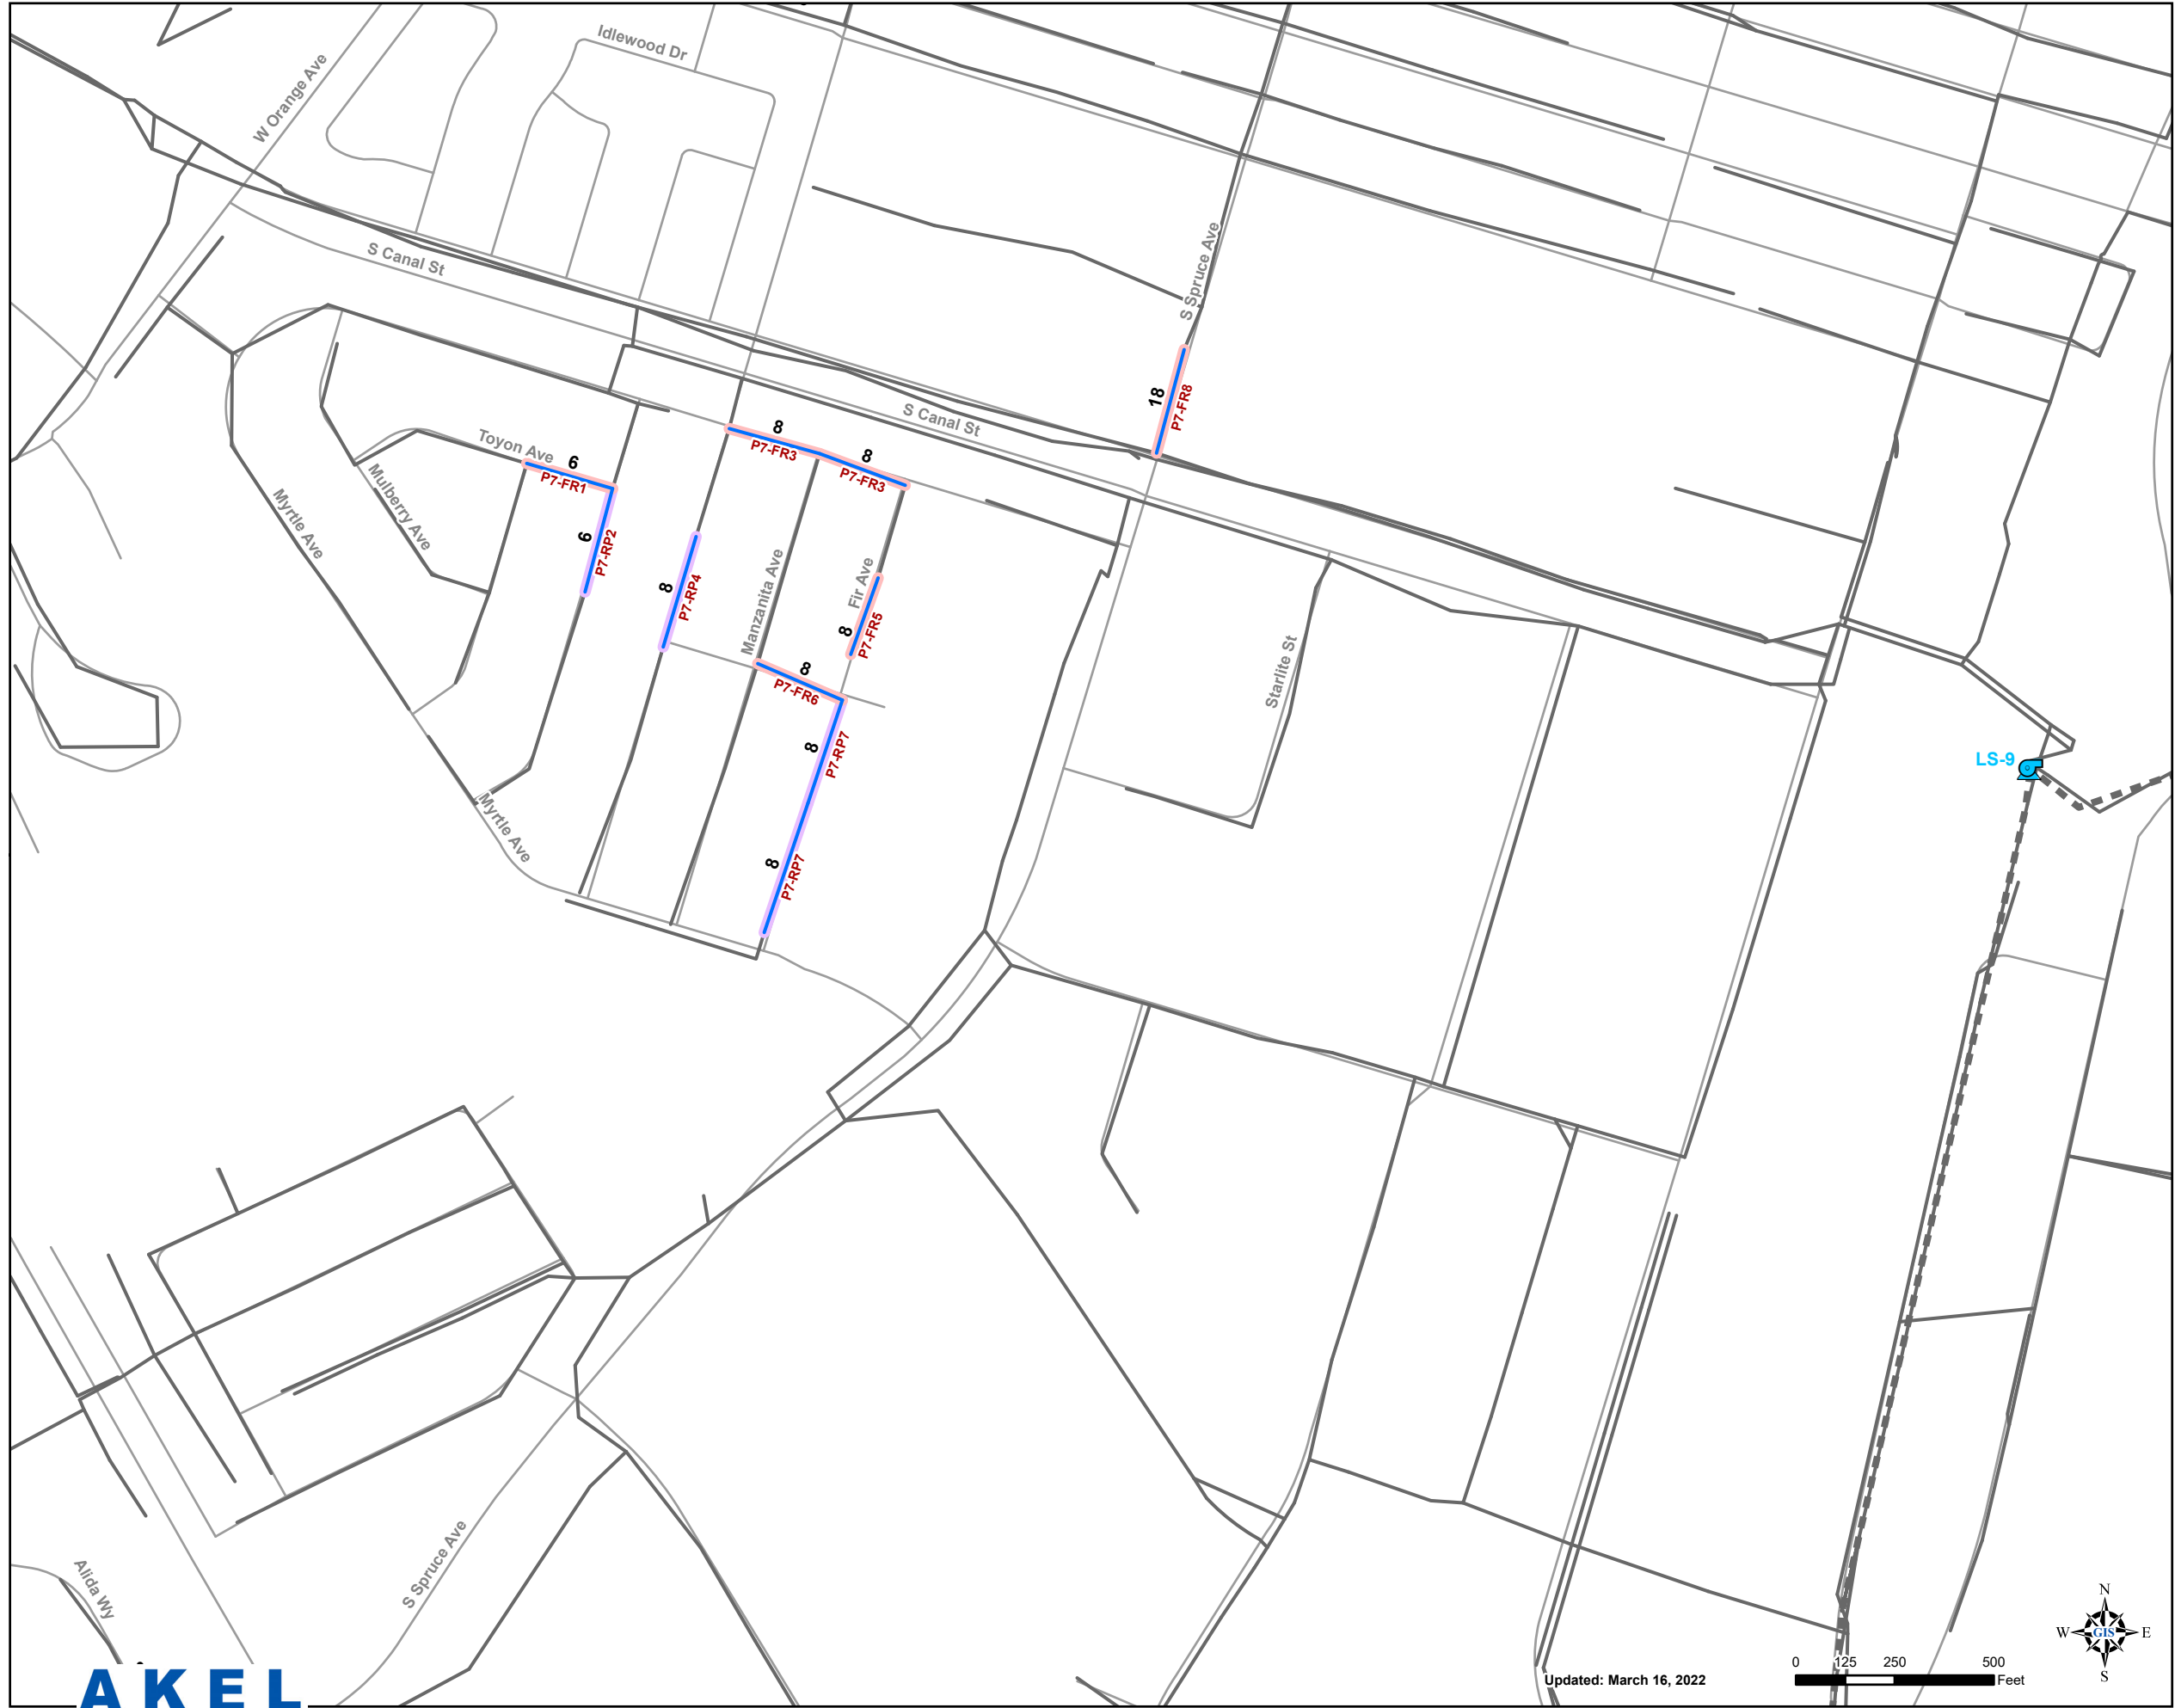 Idlewood Dr
W Orange Ave
S Canal St
S Spruce Ave
18
P7-FR8
S Canal St
8
P7-FR3
8
P7-FR3
Toyon Ave
6
P7-FR1
Mulberry Ave
Myrtle Ave
6
P7-RP2
8
P7-RP4
Manzanita Ave
Fir Ave
8
P7-FR5
8
P7-FR6
Starlite St
8
P7-RP7
LS-9
Myrtle Ave
8
P7-RP7
S Spruce Ave
Alida Wy
N
W GIS E
S
AKEL
Updated: March 16, 2022
0 125 250 500
Feet